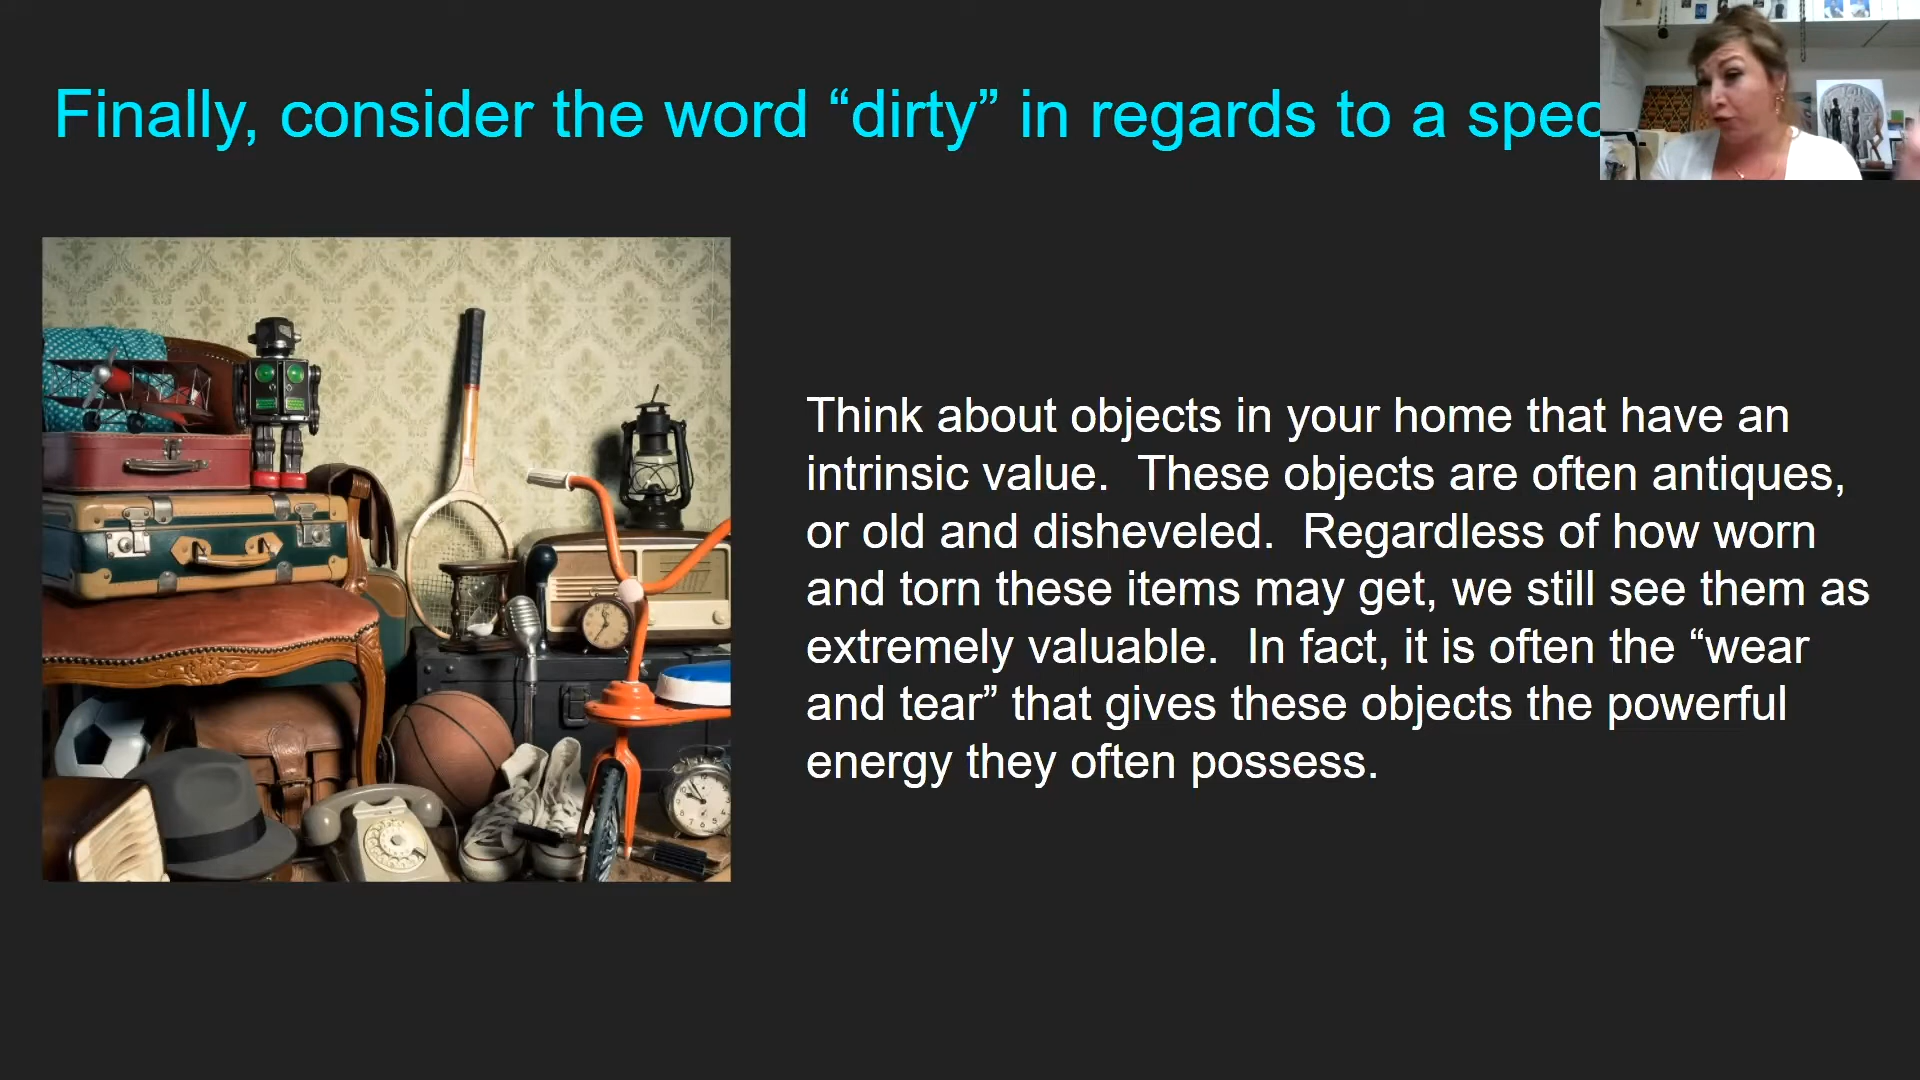 Finally, consider the word “dirty” in regards to a
Think about objects in your home that have an
intrinsic value.  These objects are often antiques,
or old and disheveled.  Regardless of how worn
and torn these items may get, we still see them as
extremely valuable.  In fact, it is often the “wear
and tear” that gives these objects the powerful
energy they often possess.